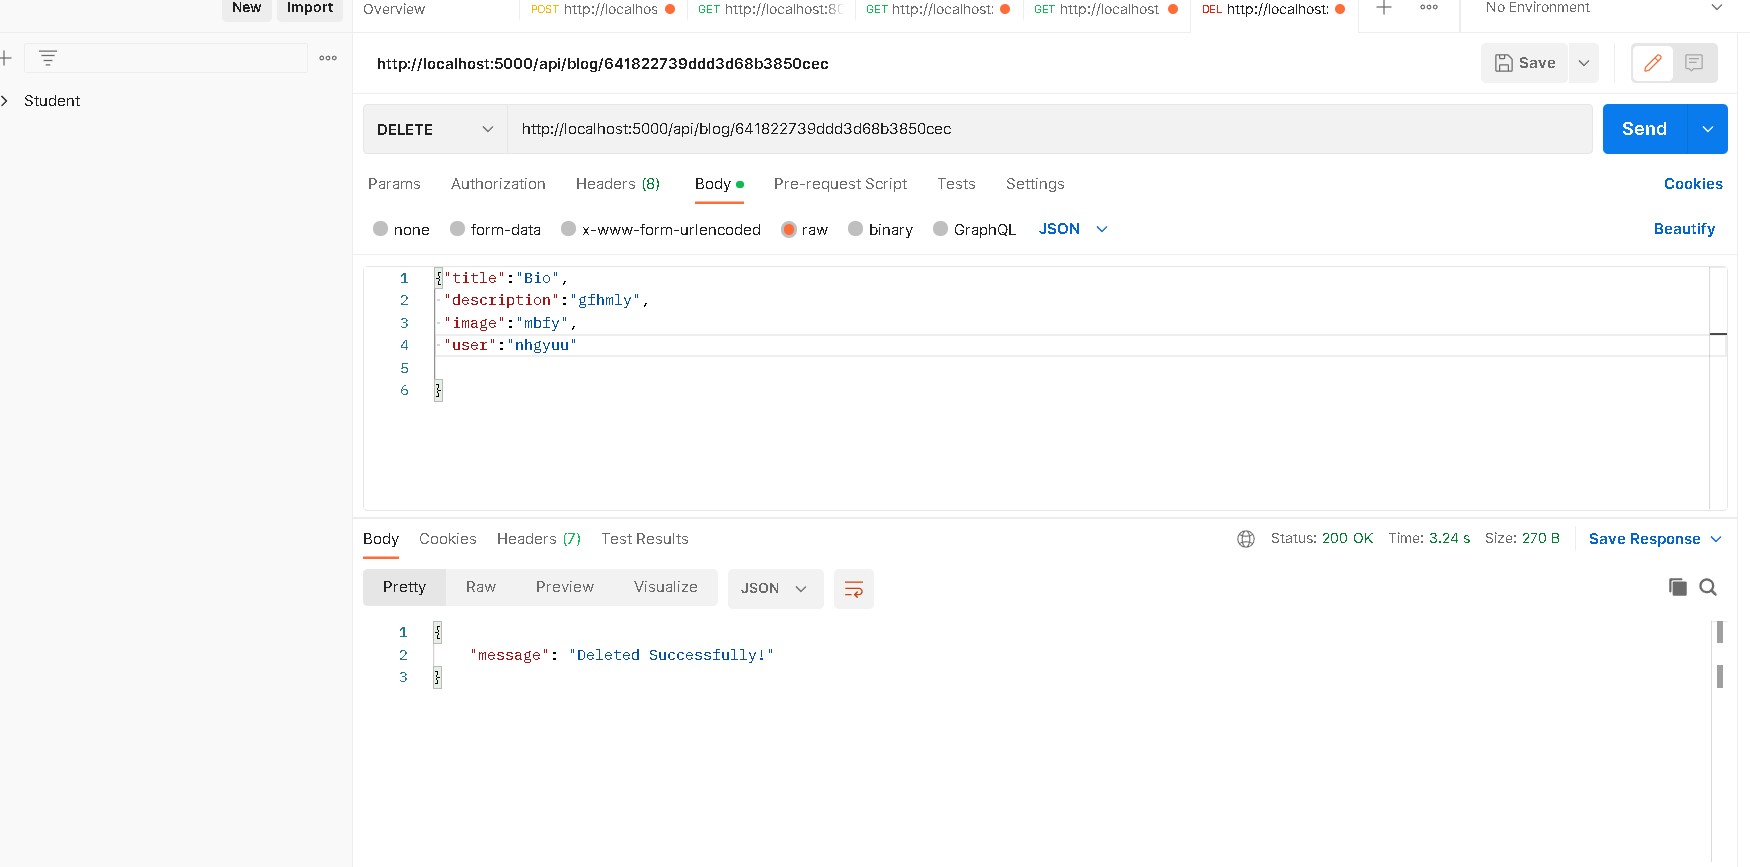 New Import Overview POST http://localhos GET http://localhost:80 GET http://localhost: GET http://localhost DEL http://localhost: No Environment
http://localhost:5000/api/blog/641822739ddd3d68b3850cec Save
Student
DELETE http://localhost:5000/api/blog/641822739ddd3d68b3850cec Send
Params Authorization Headers (8) Body Pre-request Script Tests Settings Cookies
none form-data x-www-form-urlencoded raw binary GraphQL JSON Beautify
1 {"title":"Bio",
2 "description":"gfhmly",
3 "image":"mbfy",
4 "user":"nhgyuu"
5
6 }
Body Cookies Headers (7) Test Results Status: 200 OK Time: 3.24 s Size: 270 B Save Response
Pretty Raw Preview Visualize JSON
1 {
2 "message": "Deleted Successfully!"
3 }